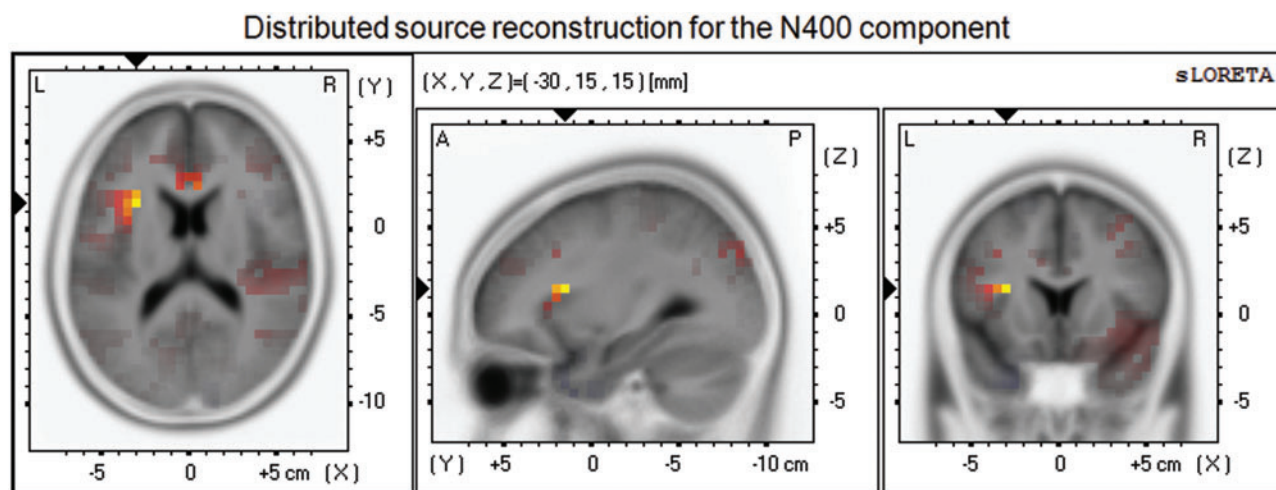 Distributed source reconstruction for the N400 component
(X,Y,Z)=(-30,15,15)[mm]
sLORETA
L R (Y)
+5
0
-5
-10
-5 0 +5 cm (X)
A P (Z)
+5
0
-5
(Y) +5 0 -5 -10 cm
L R (Z)
+5
0
-5
-5 0 +5 cm (X)